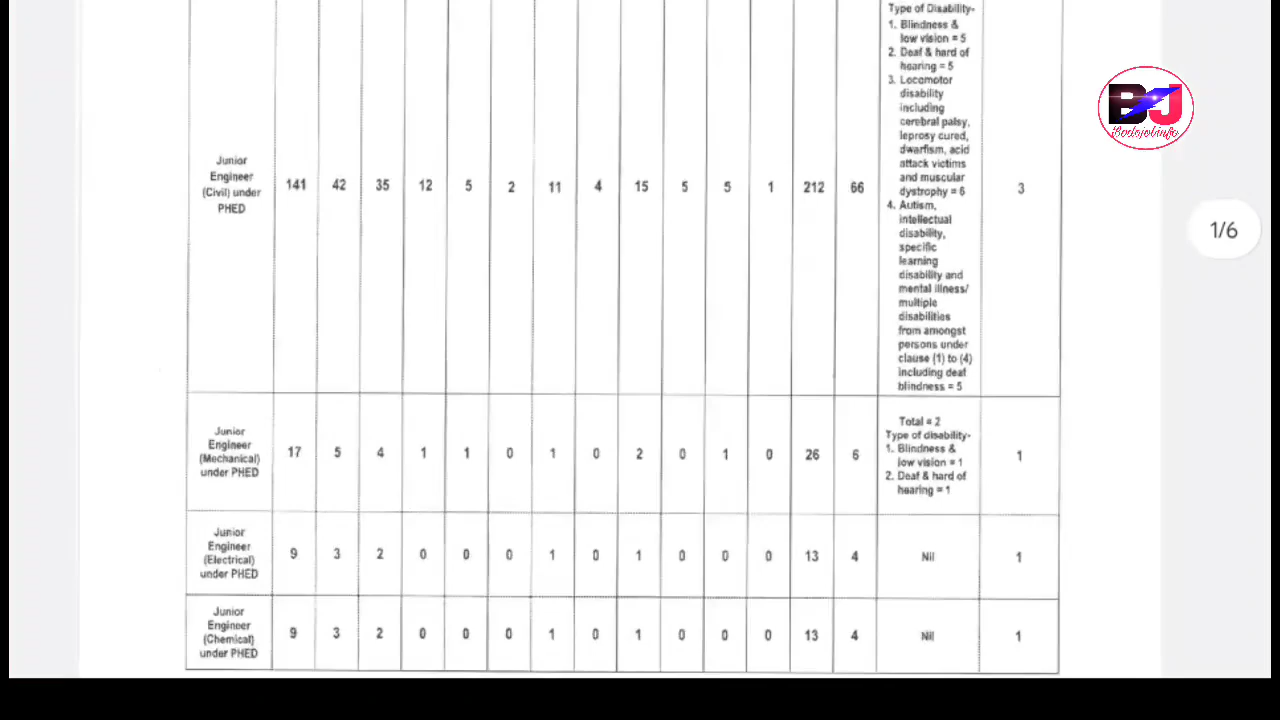 Type of Disability-
1. Blindness &
low vision = 5
2. Deaf & hard of
hearing = 5
3. Locomotor
disability
including
cerebral palsy,
leprosy cured,
dwarfism, acid
attack victims
and muscular
dystrophy = 6
4. Autism,
intellectual
disability,
specific
learning
disability and
mental illness/
multiple
disabilities
from amongst
persons under
clause (1) to (4)
including deaf
blindness = 5
Junior
Engineer
(Civil) under
PHED
141 42 35 12 5 2 11 4 15 5 5 1 212 66 3
Junior
Engineer
(Mechanical)
under PHED
17 5 4 1 1 0 1 0 2 0 1 0 26 6
Total = 2
Type of disability-
1. Blindness &
low vision = 1
2. Deaf & hard of
hearing = 1
1
Junior
Engineer
(Electrical)
under PHED
9 3 2 0 0 0 1 0 1 0 0 0 13 4 Nil 1
Junior
Engineer
(Chemical)
under PHED
9 3 2 0 0 0 1 0 1 0 0 0 13 4 Nil 1
BJ
1/6